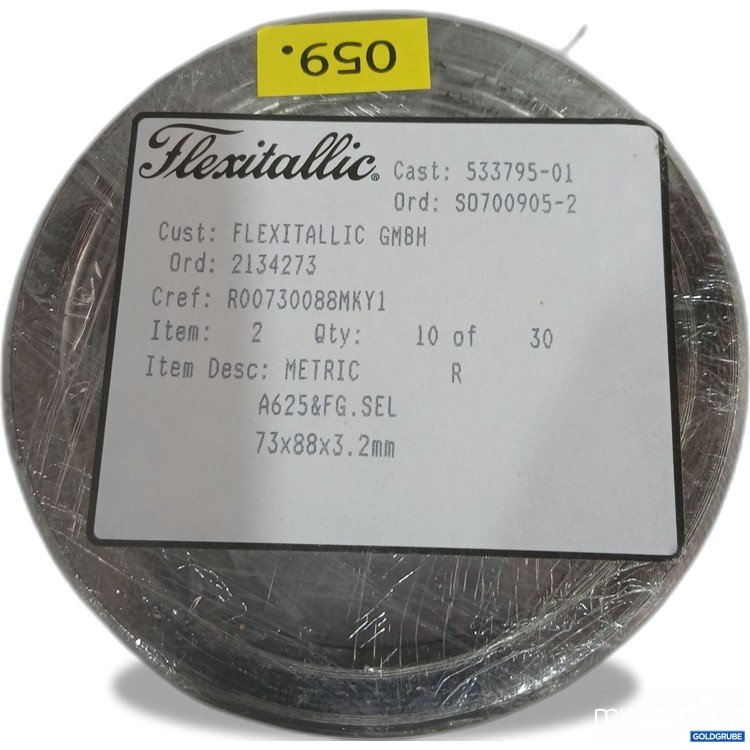 059.
Flexitallic®
Cast: 533795-01
Ord: SO700905-2
Cust: FLEXITALLIC GMBH
Ord: 2134273
Cref: R00730088MKY1
Item: 2 Qty: 10 of 30
Item Desc: METRIC R
A625&FG.SEL
73x88x3.2mm
GOLDGRUBE